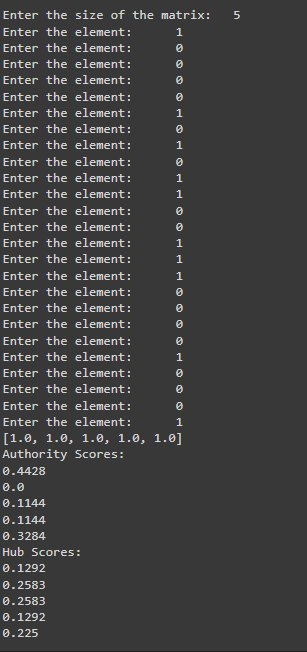 Enter the size of the matrix: 5
Enter the element: 1
Enter the element: 0
Enter the element: 0
Enter the element: 0
Enter the element: 0
Enter the element: 1
Enter the element: 0
Enter the element: 1
Enter the element: 0
Enter the element: 1
Enter the element: 1
Enter the element: 0
Enter the element: 0
Enter the element: 1
Enter the element: 1
Enter the element: 1
Enter the element: 0
Enter the element: 0
Enter the element: 0
Enter the element: 0
Enter the element: 1
Enter the element: 0
Enter the element: 0
Enter the element: 0
Enter the element: 1
[1.0, 1.0, 1.0, 1.0, 1.0]
Authority Scores:
0.4428
0.0
0.1144
0.1144
0.3284
Hub Scores:
0.1292
0.2583
0.2583
0.1292
0.225